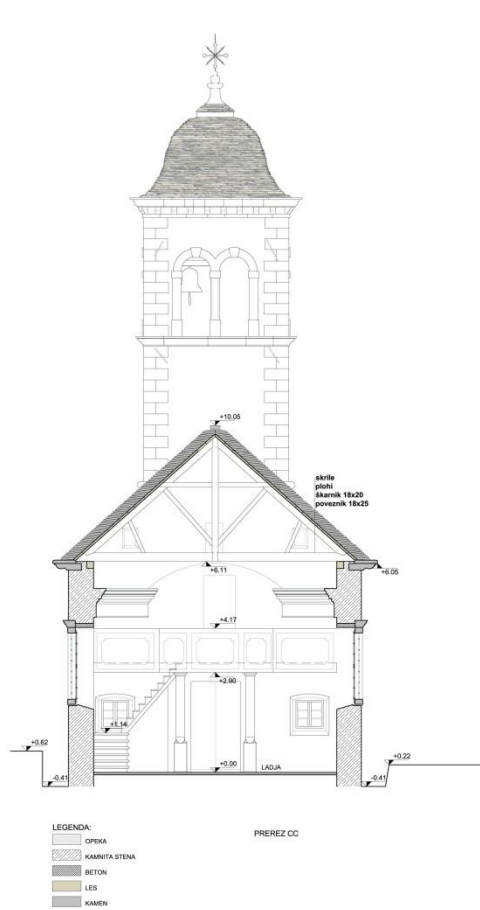 +10.05
skrile
plohi
škarnik 18x20
poveznik 18x25
+6.11
+6.05
+4.17
+2.90
+1.14
+0.62
+0.00
LADJA
+0.22
-0.41
-0.41
LEGENDA:
OPEKA
KAMNITA STENA
BETON
LES
KAMEN
PREREZ CC